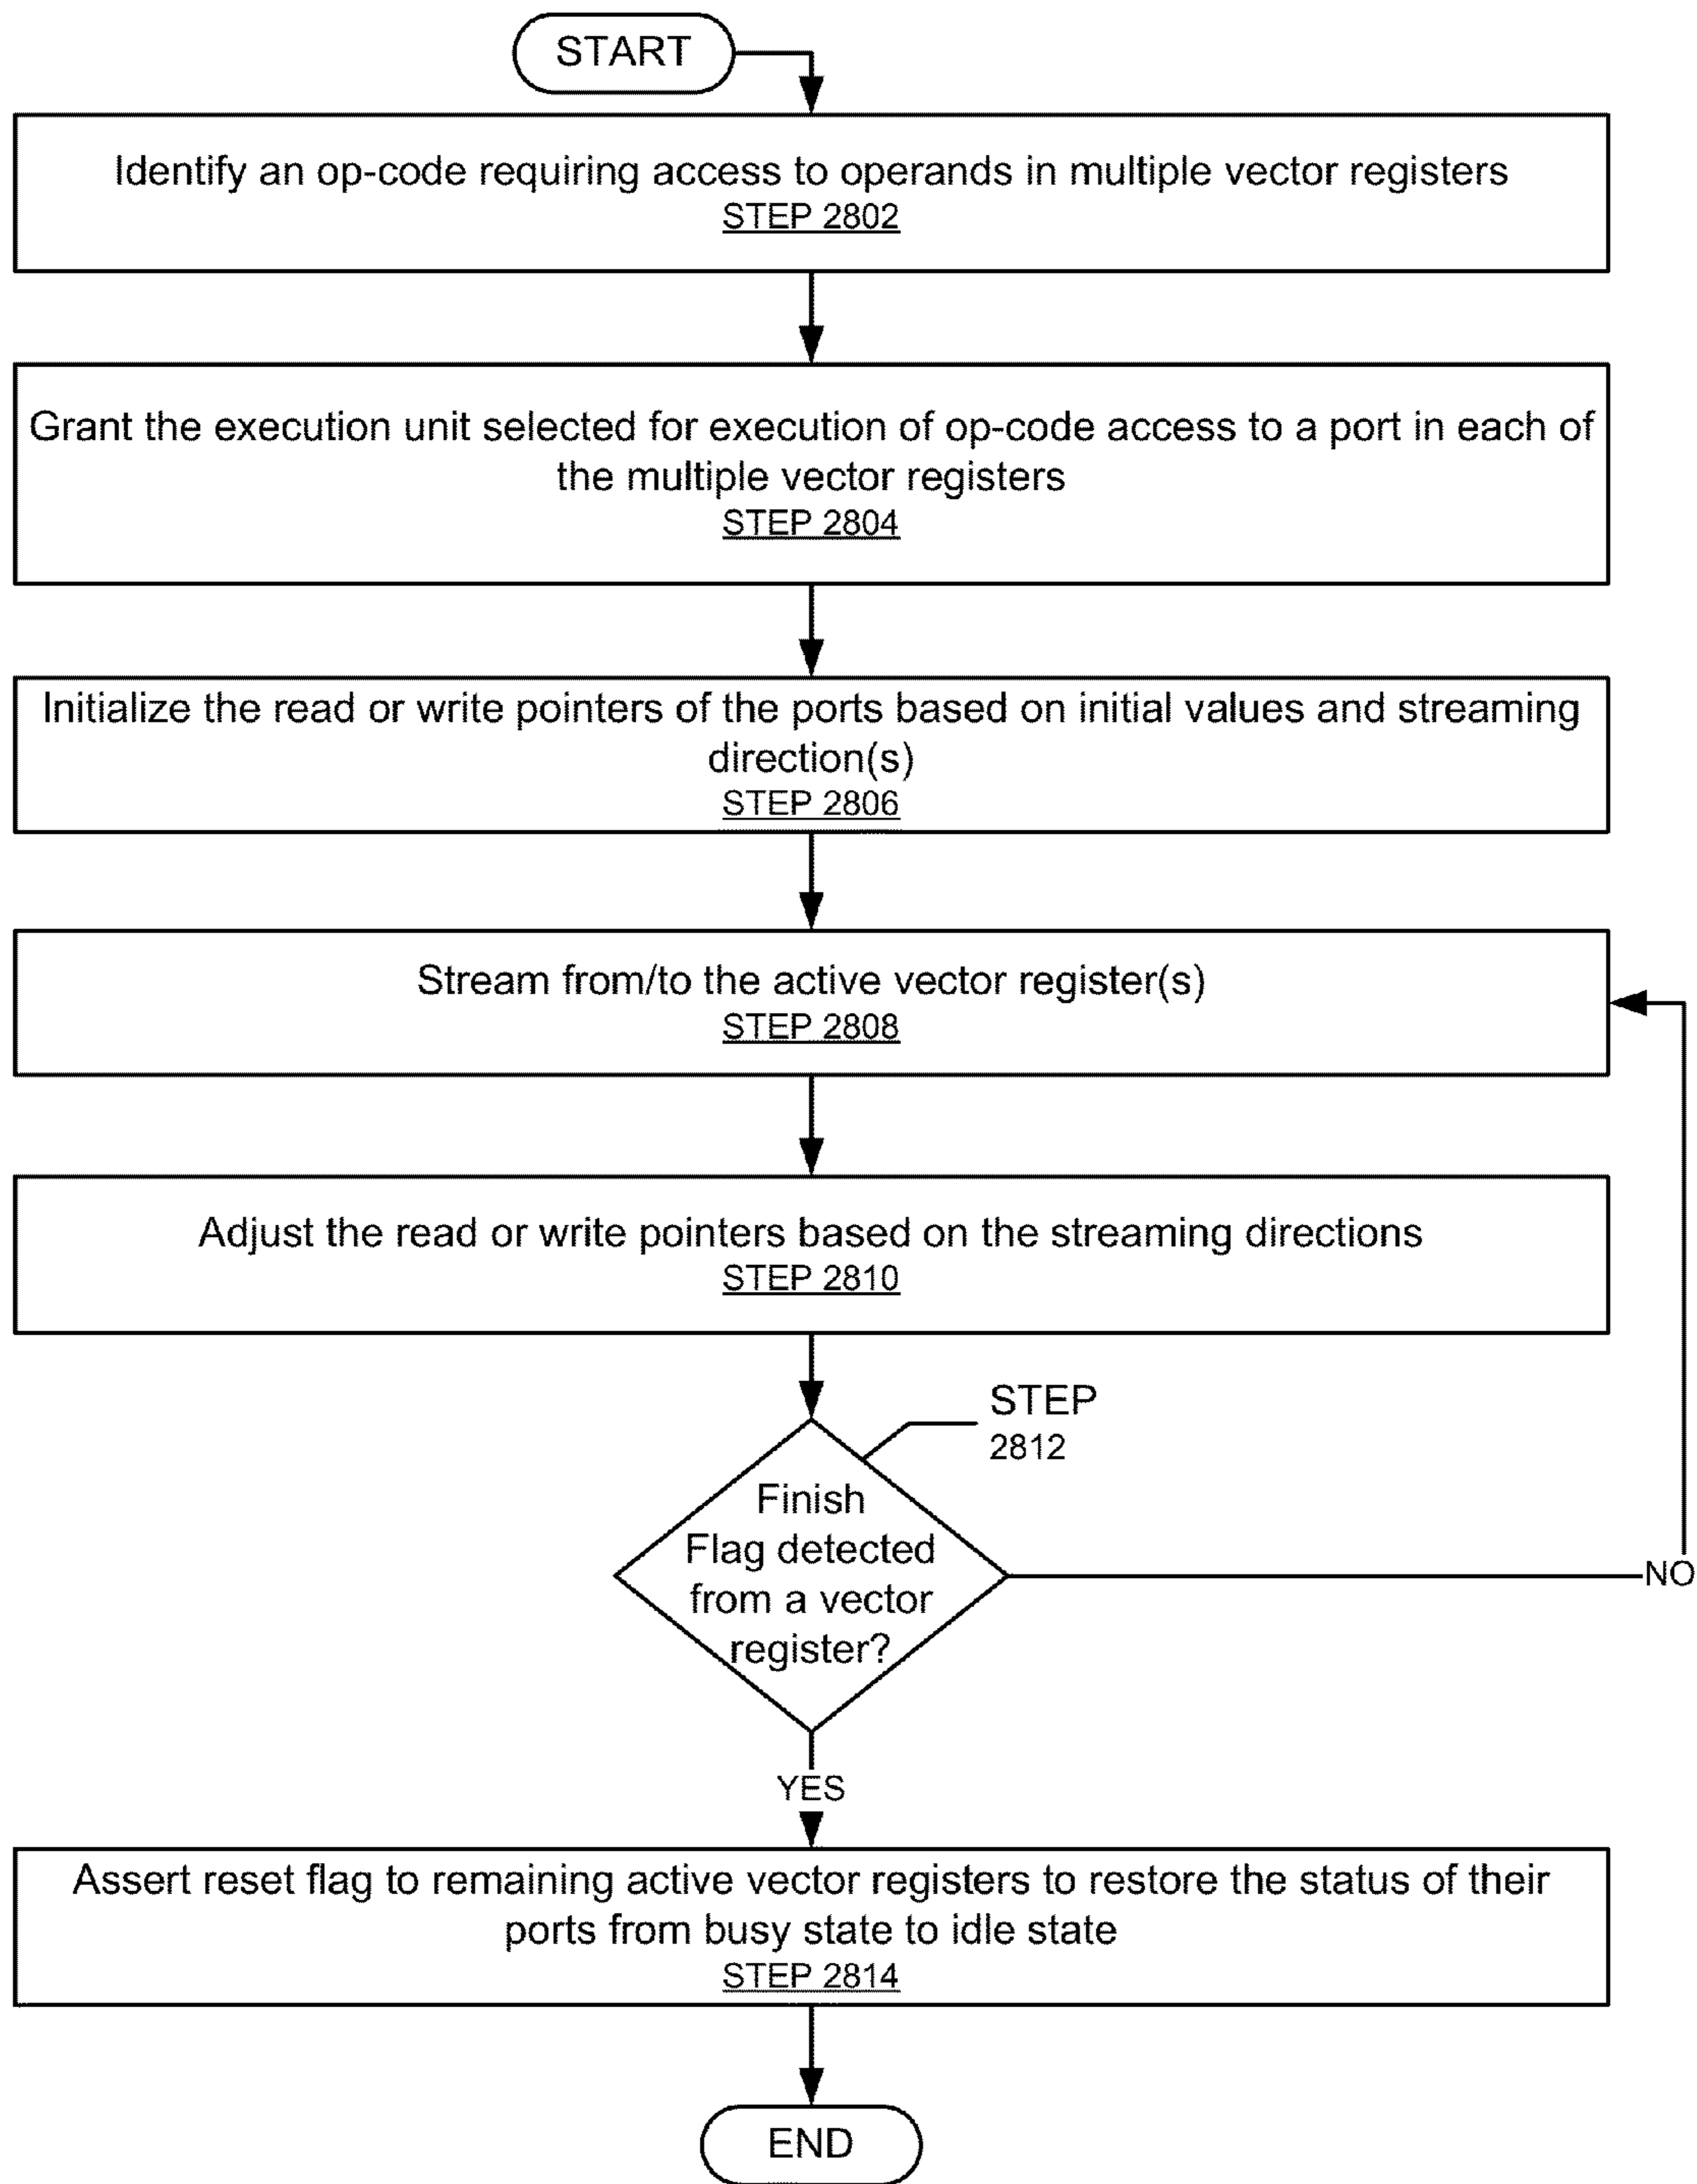 START
Identify an op-code requiring access to operands in multiple vector registers
STEP 2802
Grant the execution unit selected for execution of op-code access to a port in each of
the multiple vector registers
STEP 2804
Initialize the read or write pointers of the ports based on initial values and streaming
direction(s)
STEP 2806
Stream from/to the active vector register(s)
STEP 2808
Adjust the read or write pointers based on the streaming directions
STEP 2810
STEP
2812
Finish
Flag detected
from a vector
register?
NO
YES
Assert reset flag to remaining active vector registers to restore the status of their
ports from busy state to idle state
STEP 2814
END